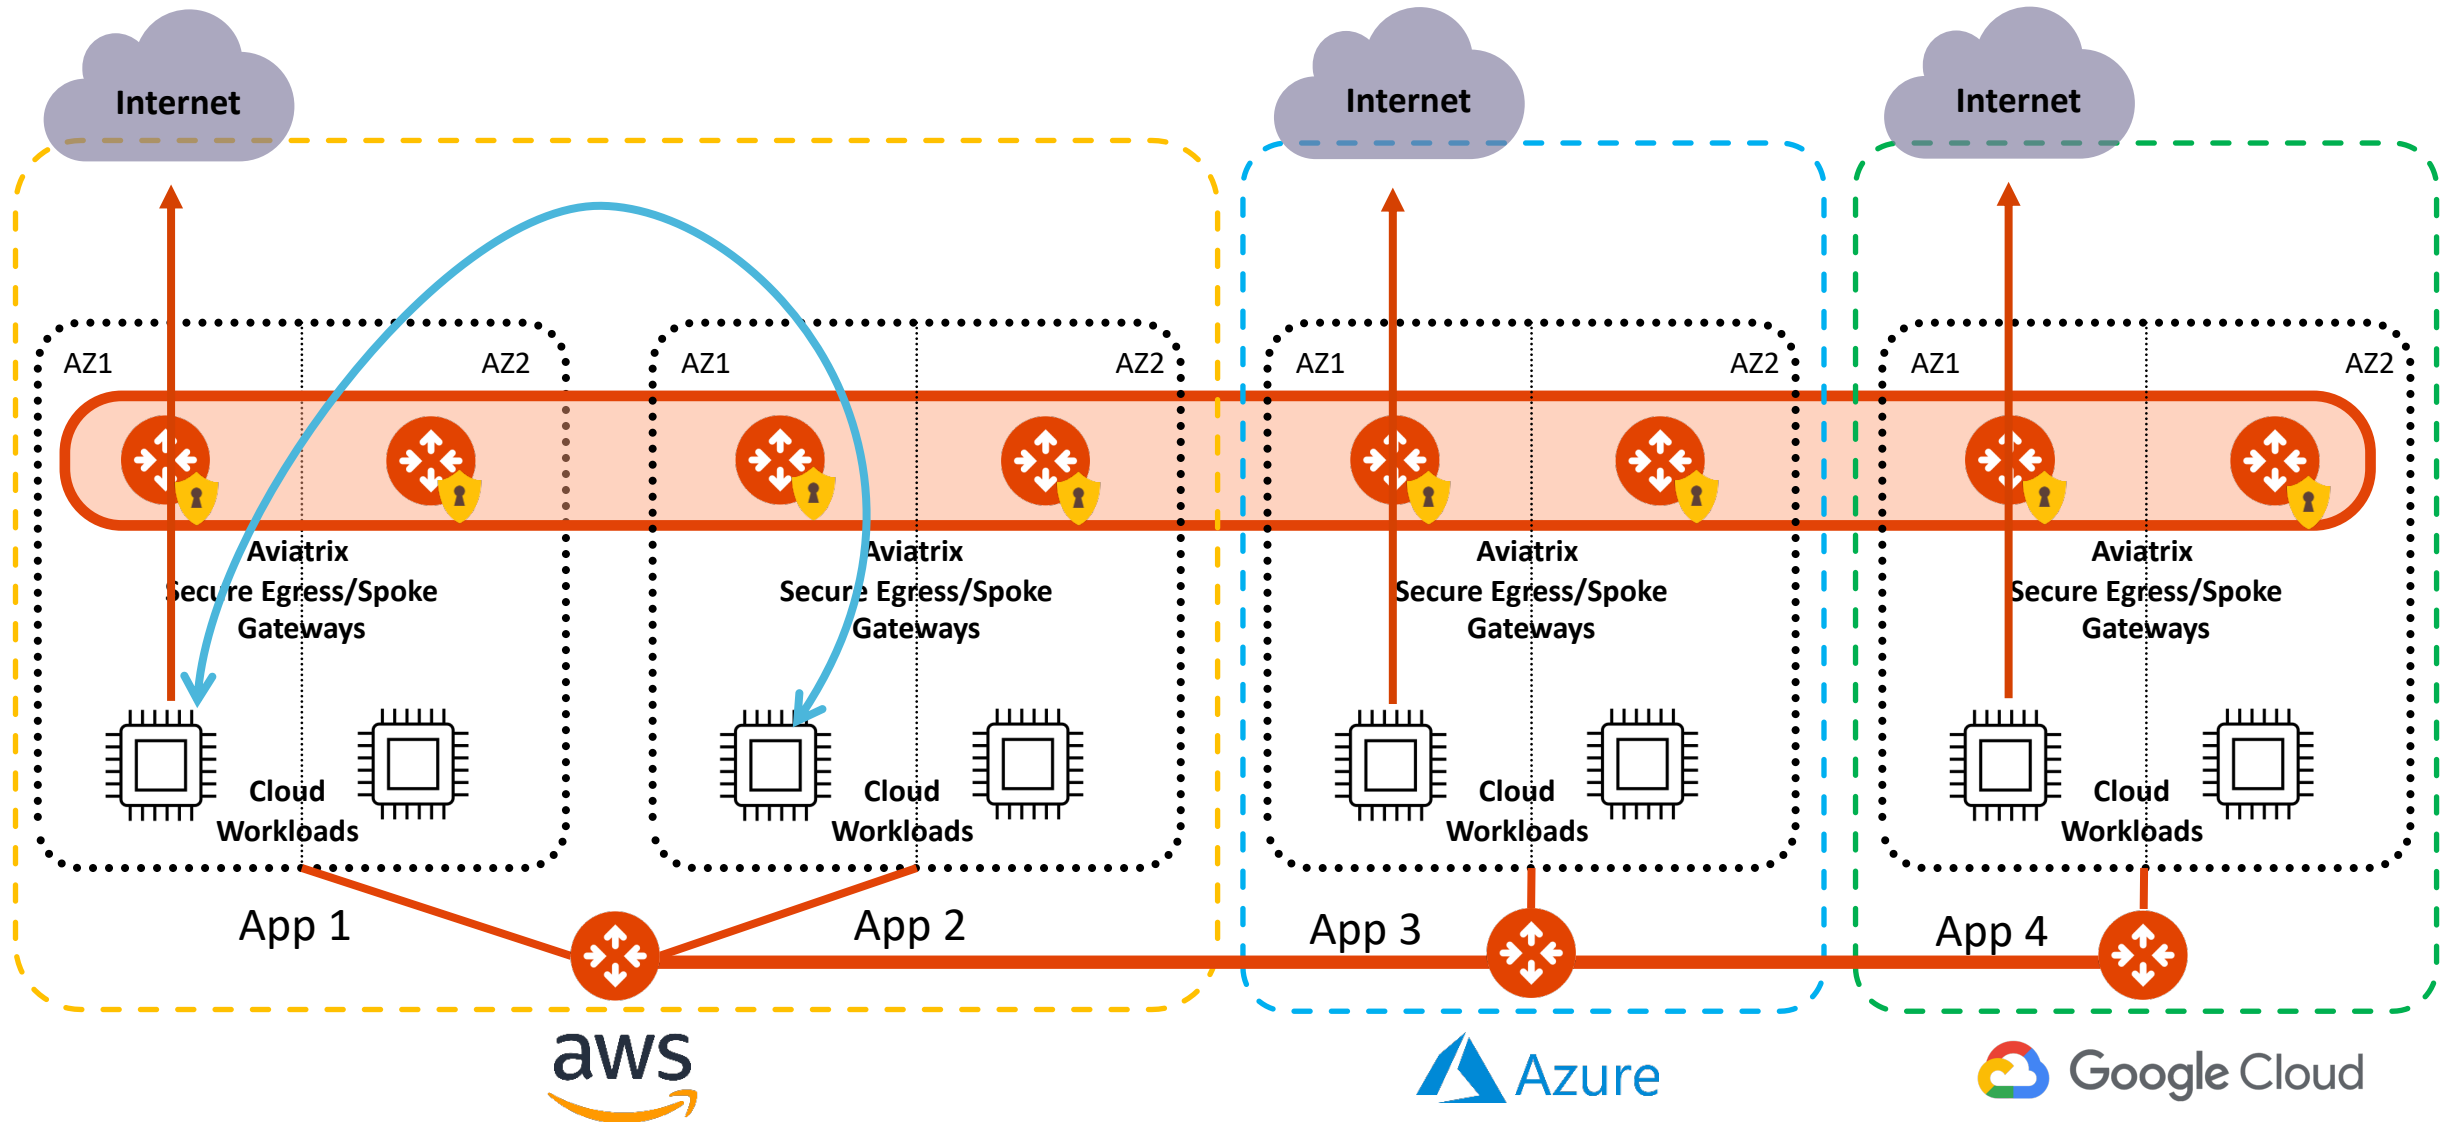 Internet
Internet
Internet
AZ1
AZ2
AZ1
AZ2
AZ1
AZ2
AZ1
AZ2
Aviatrix
Secure Egress/Spoke
Gateways
Aviatrix
Secure Egress/Spoke
Gateways
Aviatrix
Secure Egress/Spoke
Gateways
Aviatrix
Secure Egress/Spoke
Gateways
Cloud
Workloads
Cloud
Workloads
Cloud
Workloads
Cloud
Workloads
App 1
App 2
App 3
App 4
aws
Azure
Google Cloud